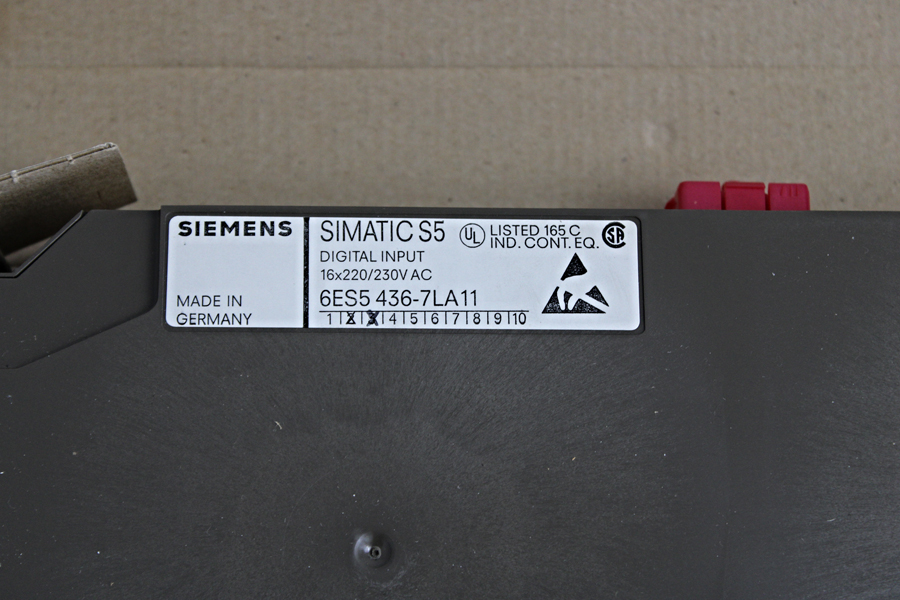 SIEMENS
MADE IN
GERMANY
SIMATIC S5
DIGITAL INPUT
16x220/230V AC
6ES5 436-7LA11
1|2|3|4|5|6|7|8|9|10
UL LISTED 165 C
IND. CONT. EQ. SA